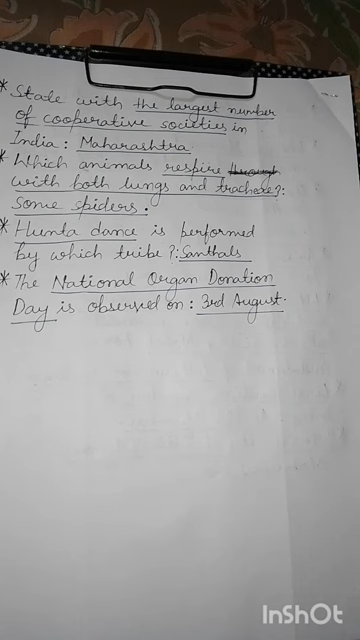 * State with the largest number
of cooperative societies in
India : Maharashtra.
* Which animals respire through
with both lungs and tracheae?:
some spiders.
* Hunta dance is performed
by which tribe?: Santhals
* The National Organ Donation
Day is observed on : 3rd August.
InShOt